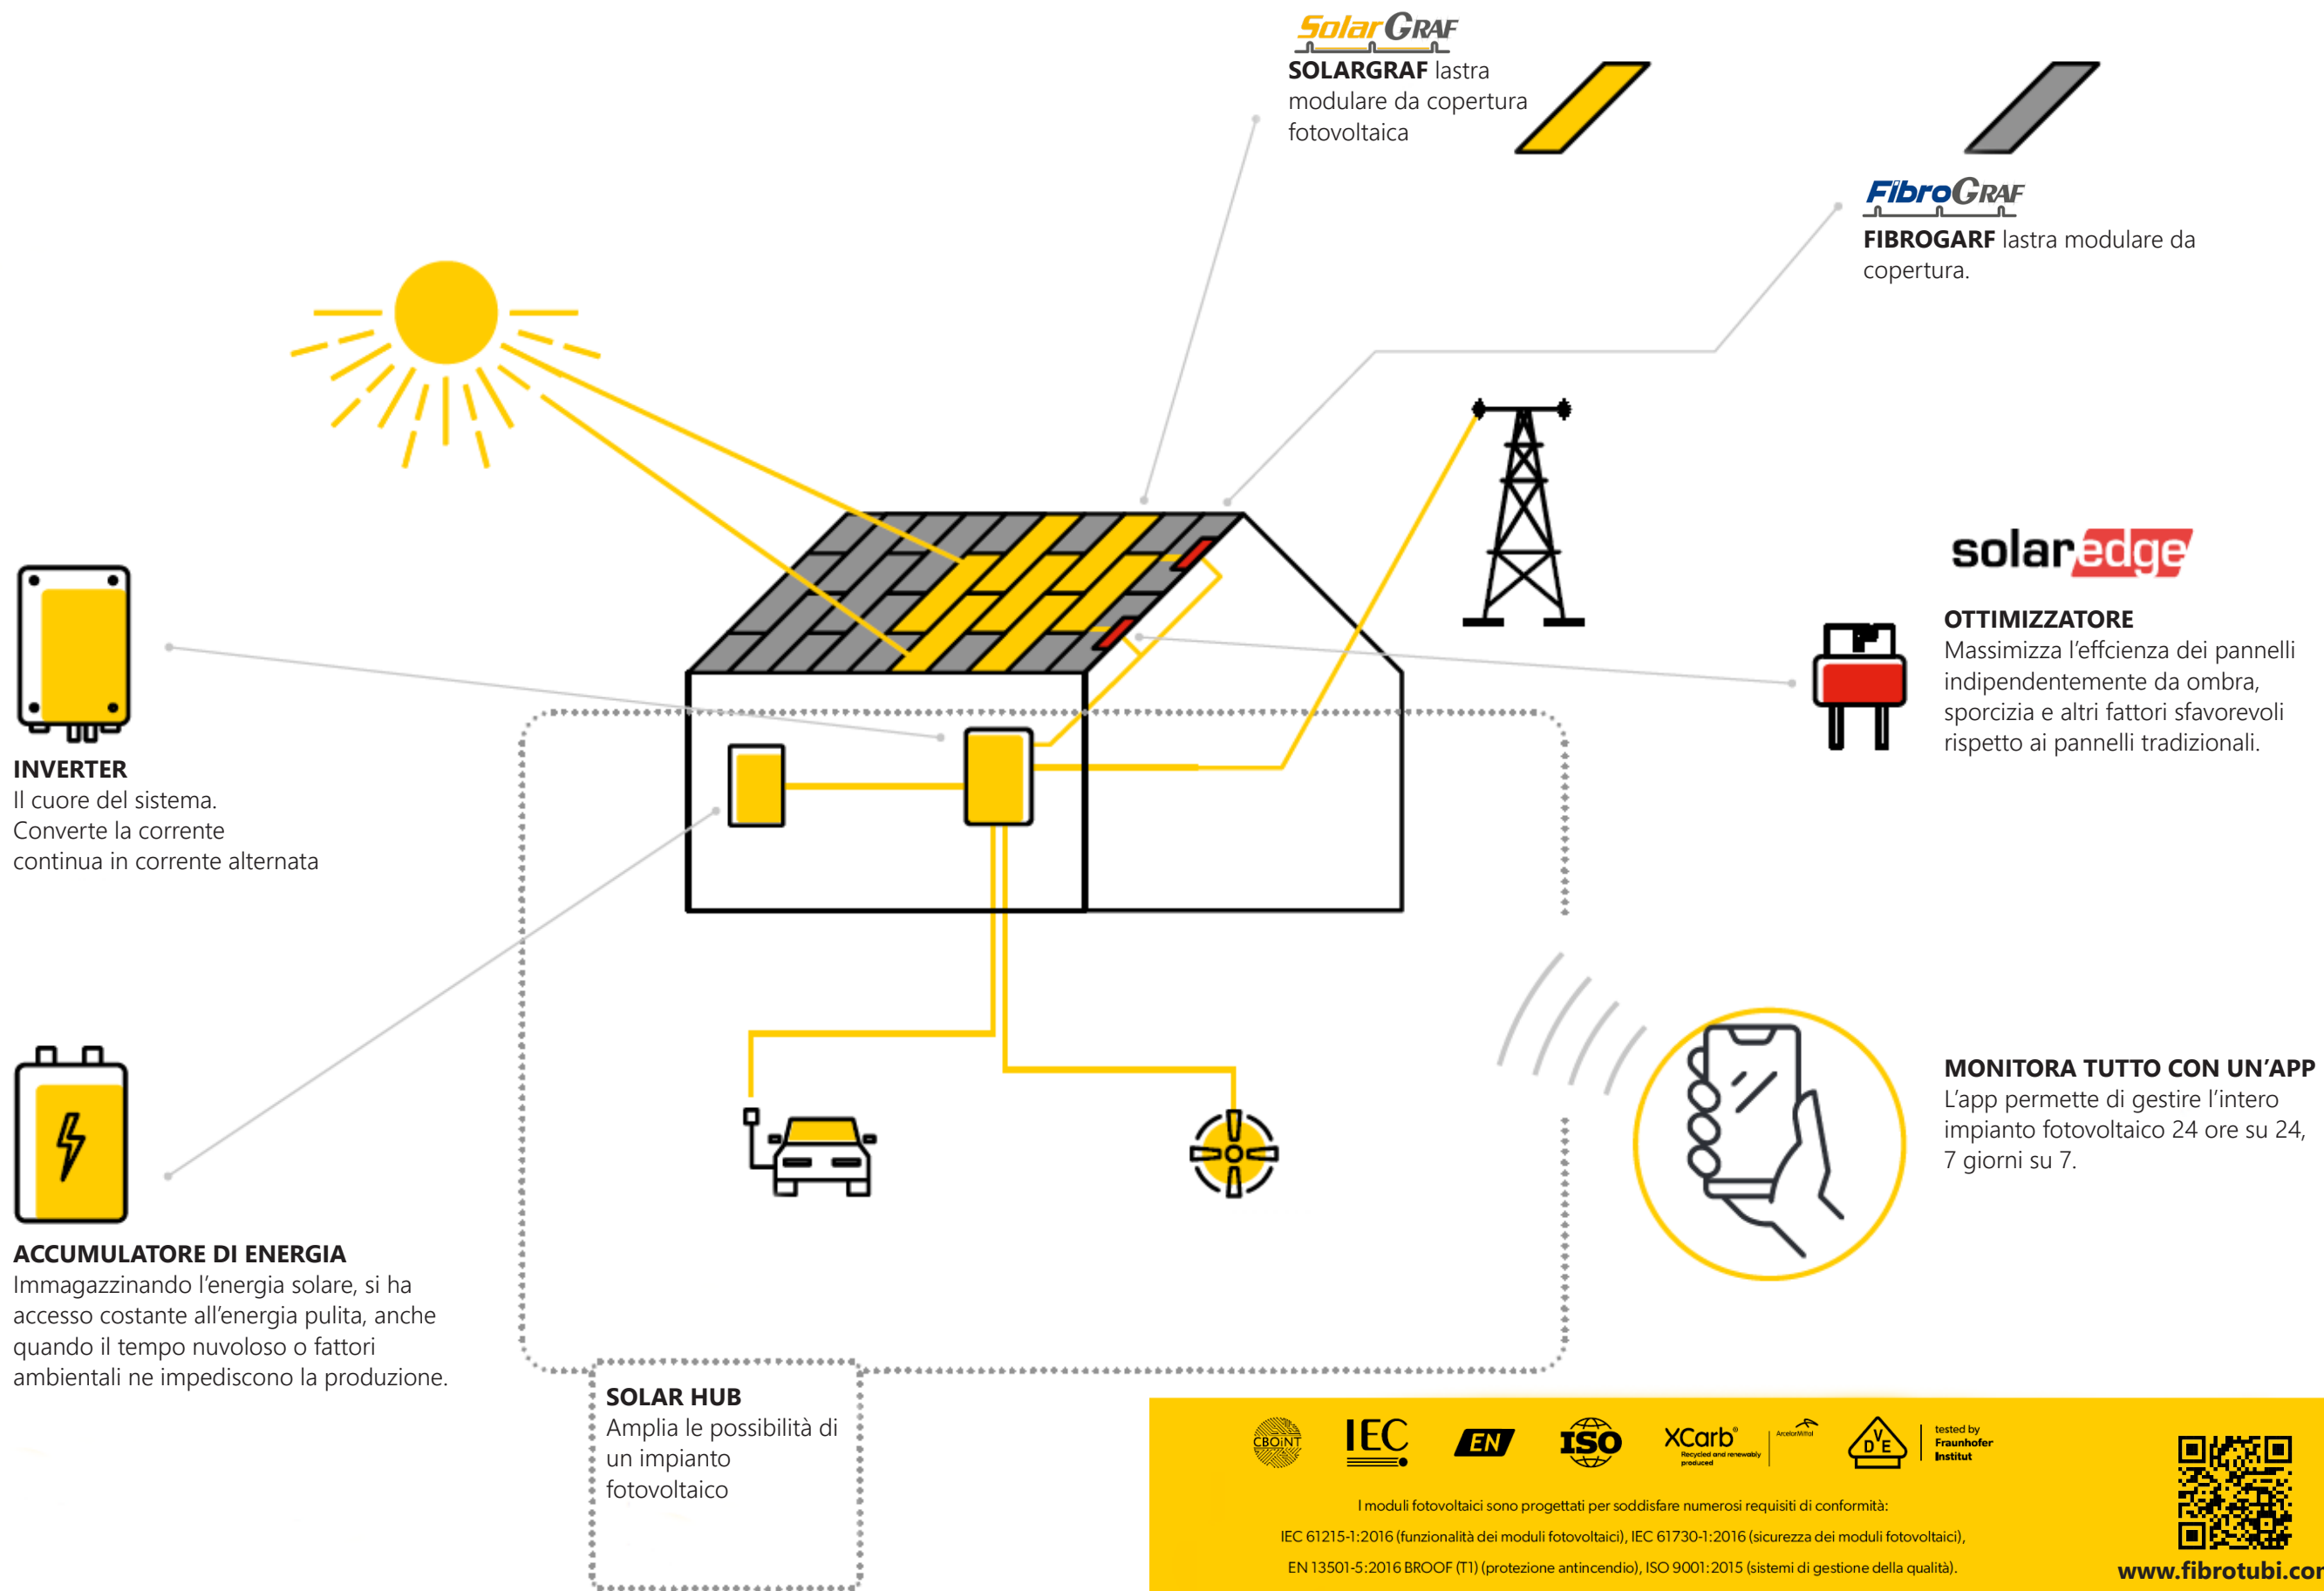 SolarGRAF
SOLARGRAF lastra
modulare da copertura
fotovoltaica
FibroGRAF
FIBROGARF lastra modulare da
copertura.
solaredge
OTTIMIZZATORE
Massimizza l'effcienza dei pannelli
indipendentemente da ombra,
sporcizia e altri fattori sfavorevoli
rispetto ai pannelli tradizionali.
INVERTER
Il cuore del sistema.
Converte la corrente
continua in corrente alternata
MONITORA TUTTO CON UN'APP
L'app permette di gestire l'intero
impianto fotovoltaico 24 ore su 24,
7 giorni su 7.
ACCUMULATORE DI ENERGIA
Immagazzinando l'energia solare, si ha
accesso costante all'energia pulita, anche
quando il tempo nuvoloso o fattori
ambientali ne impediscono la produzione.
SOLAR HUB
Amplia le possibilità di
un impianto
fotovoltaico
CBOiNT
IEC
EN
ISO
XCarb®
Recycled and renewably
produced
ArcelorMittal
DVE
tested by
Fraunhofer
Institut
I moduli fotovoltaici sono progettati per soddisfare numerosi requisiti di conformità:
IEC 61215-1:2016 (funzionalità dei moduli fotovoltaici), IEC 61730-1:2016 (sicurezza dei moduli fotovoltaici),
EN 13501-5:2016 BROOF (T1) (protezione antincendio), ISO 9001:2015 (sistemi di gestione della qualità).
www.fibrotubi.com